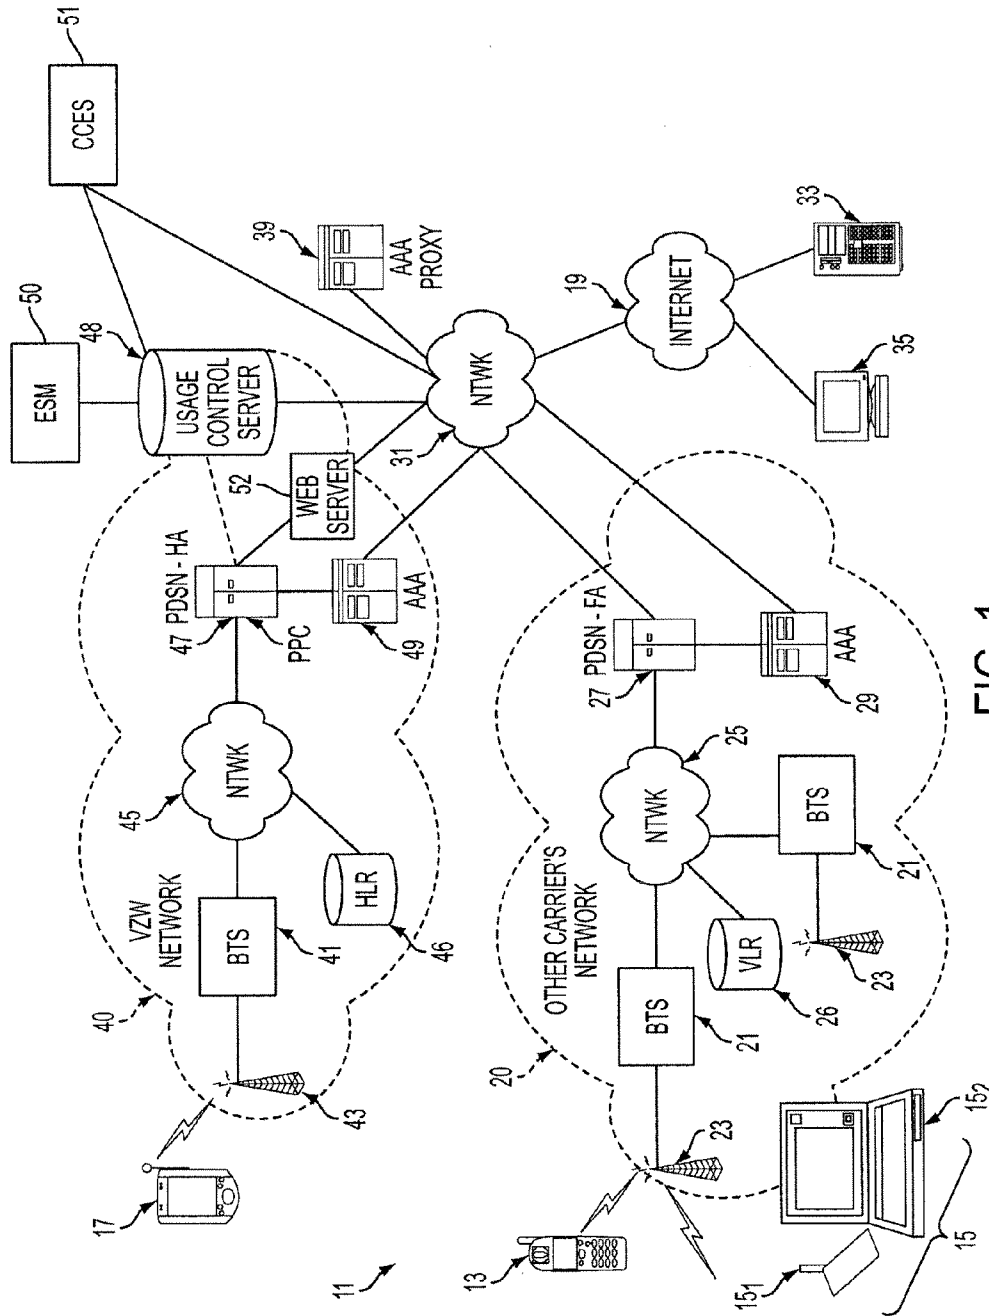 17
40
VZW
NETWORK
45
47
PDSN - HA
PPC
BTS
41
NTWK
HLR
46
49
AAA
52
WEB
SERVER
USAGE
CONTROL
SERVER
48
ESM
50
CCES
51
39
AAA
PROXY
43
11
31
NTWK
13
20
OTHER CARRIER'S
NETWORK
27
PDSN - FA
19
INTERNET
23
BTS
21
NTWK
25
VLR
26
23
BTS
21
AAA
29
35
33
151
152
15
FIG. 1